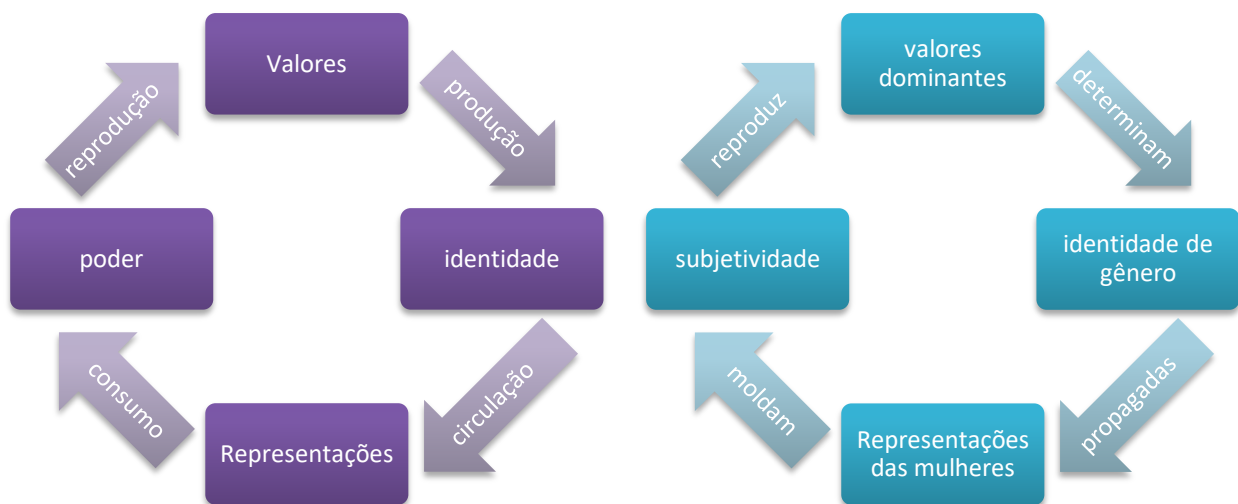 Valores
produção
identidade
circulação
Representações
consumo
poder
reprodução
valores
dominantes
determinam
identidade de
gênero
propagadas
Representações
das mulheres
moldam
subjetividade
reproduz